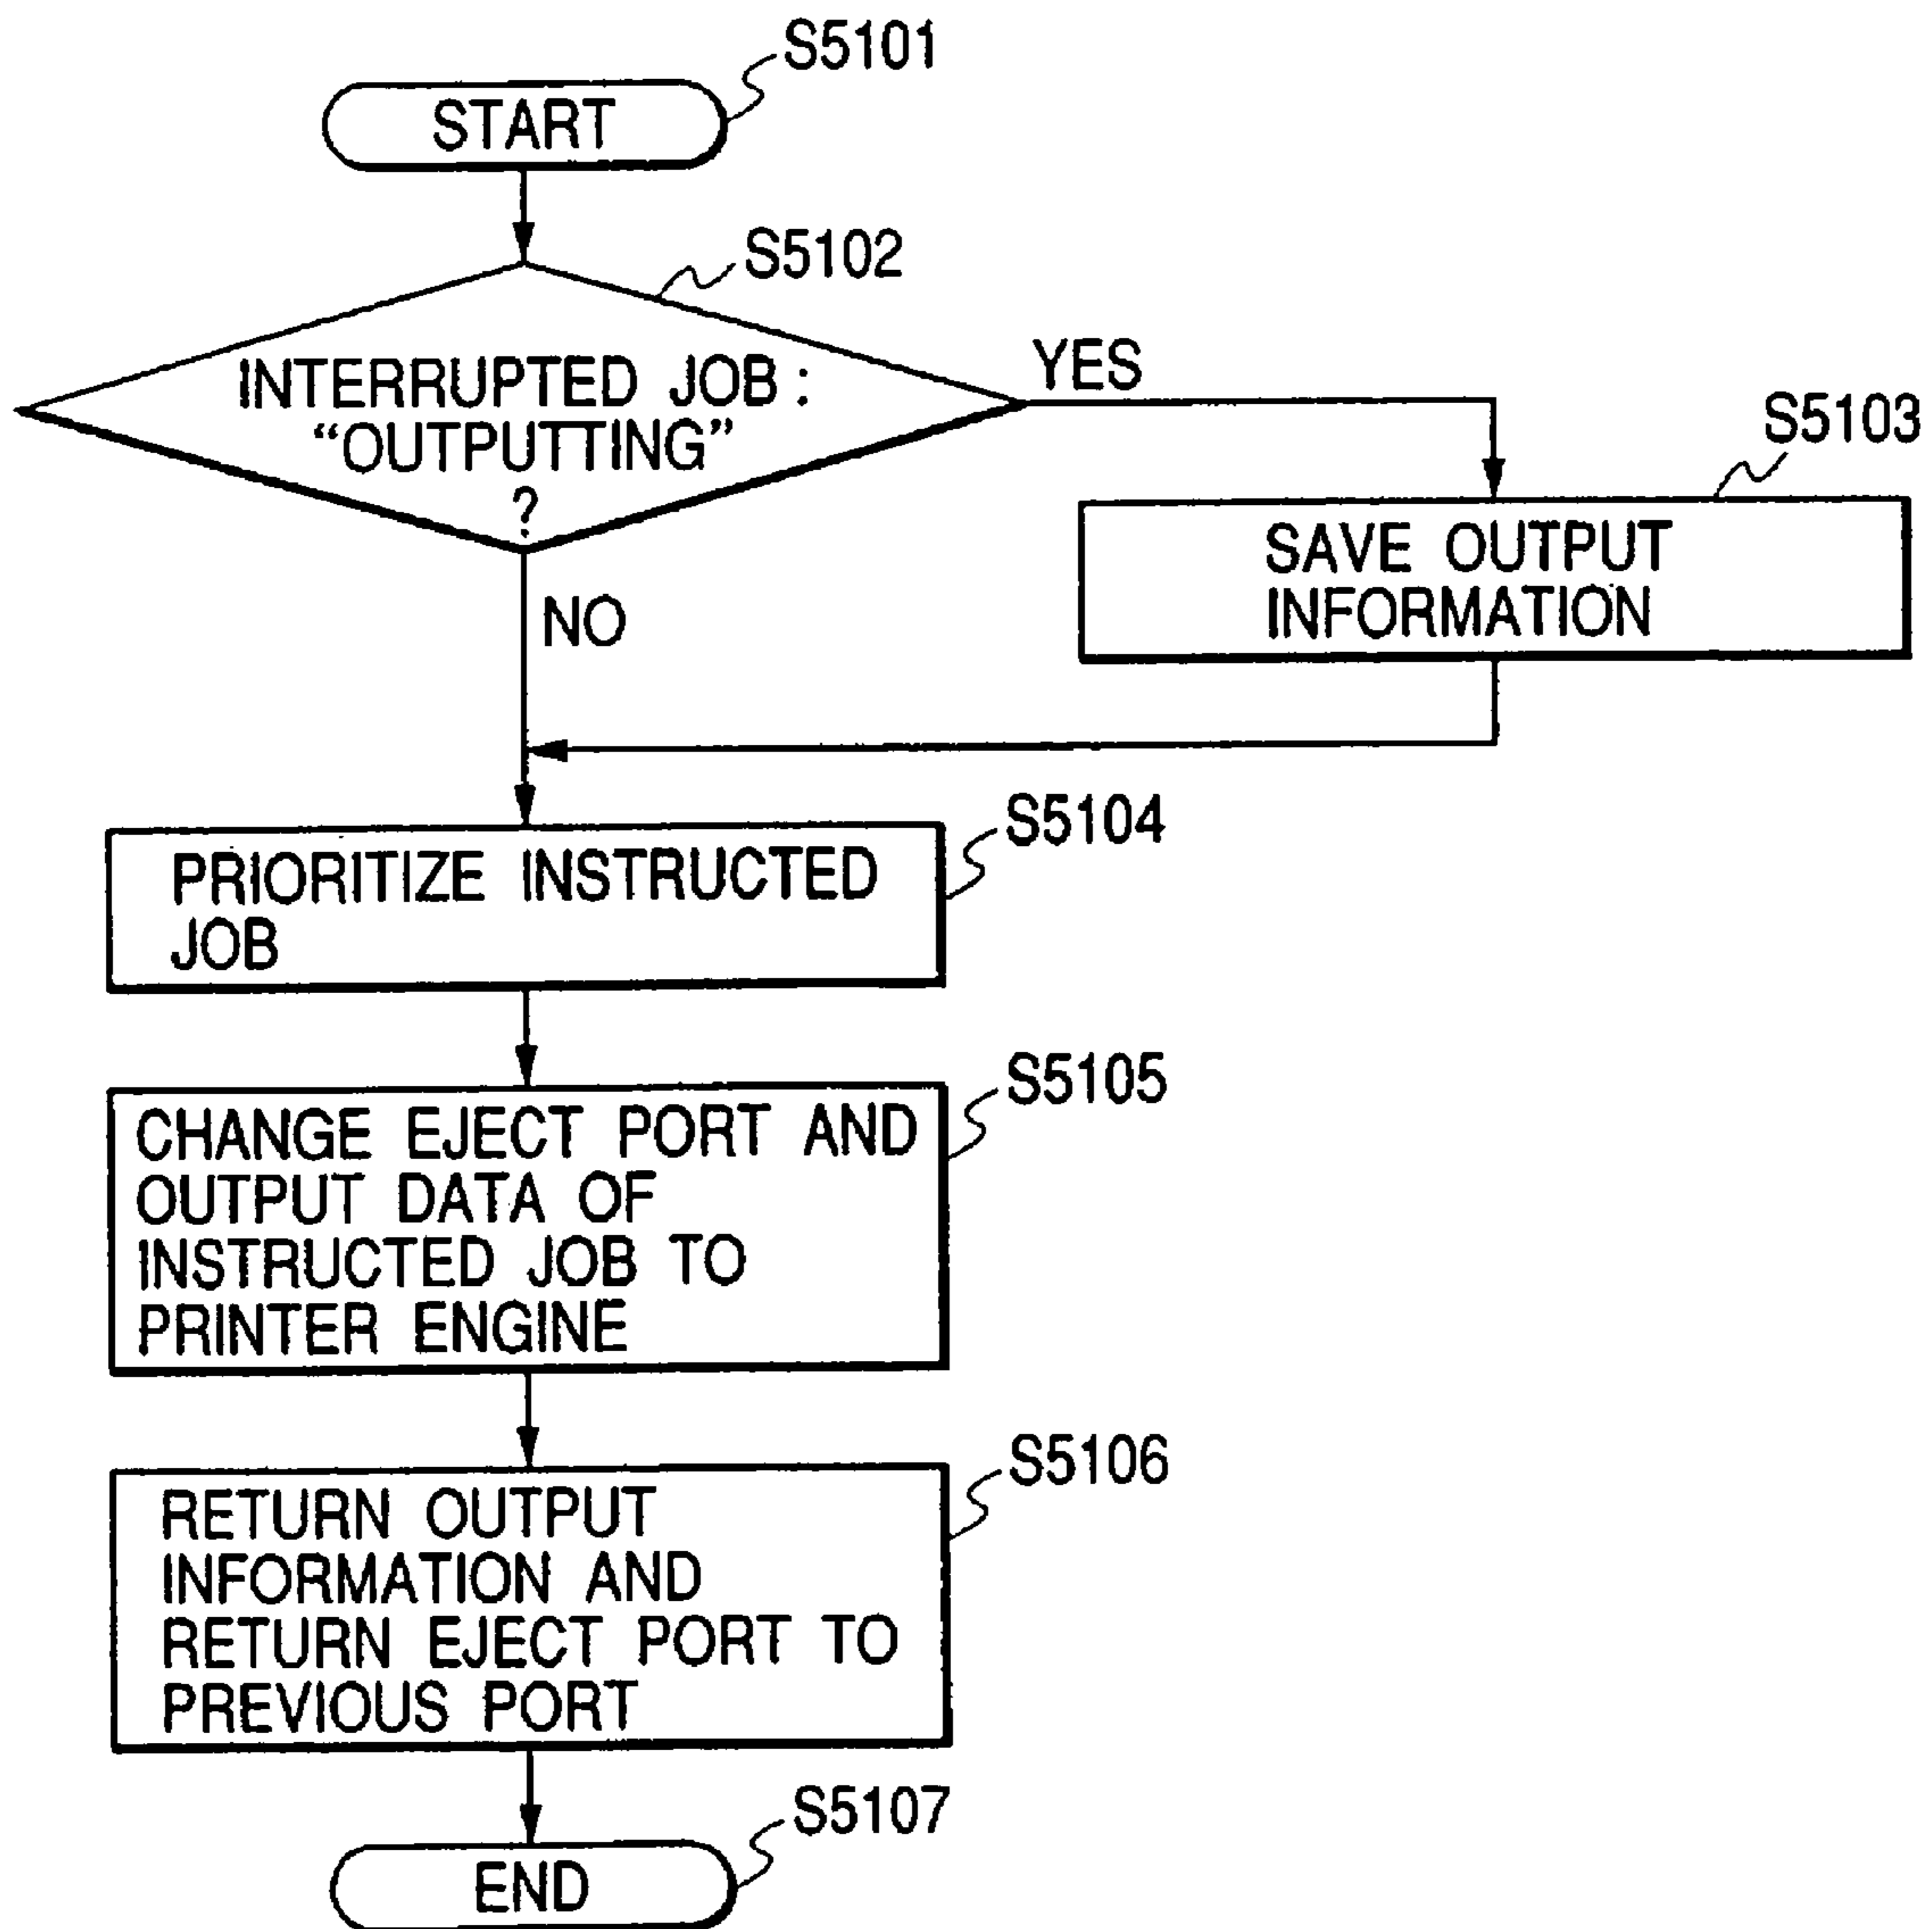 S5101
START
S5102
INTERRUPTED JOB :
“OUTPUTTING”
?
YES
S5103
SAVE OUTPUT
INFORMATION
NO
S5104
PRIORITIZE INSTRUCTED
JOB
S5105
CHANGE EJECT PORT AND
OUTPUT DATA OF
INSTRUCTED JOB TO
PRINTER ENGINE
S5106
RETURN OUTPUT
INFORMATION AND
RETURN EJECT PORT TO
PREVIOUS PORT
S5107
END